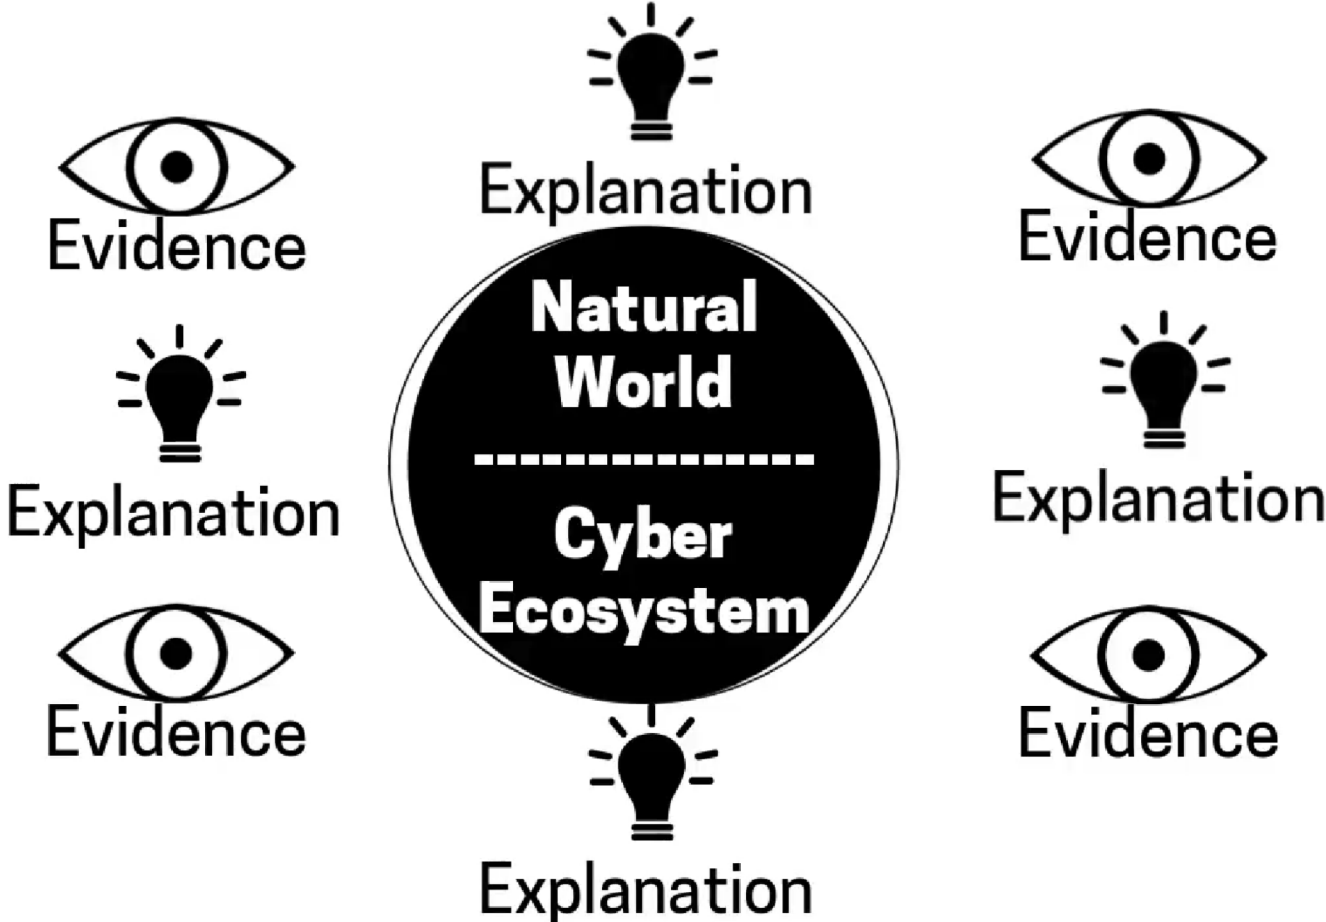 Explanation
Evidence
Evidence
Natural
World
Explanation
Explanation
Cyber
Ecosystem
Evidence
Evidence
Explanation